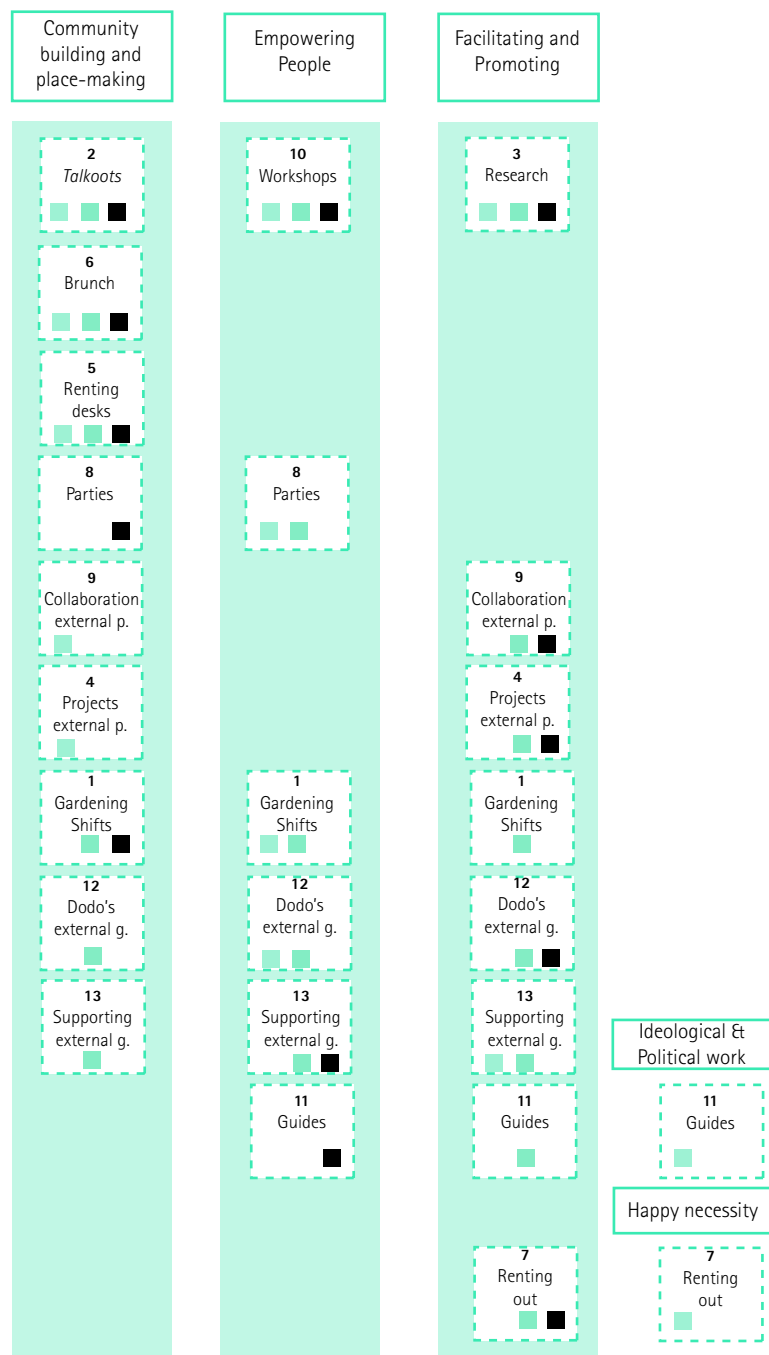 Community
building and
place-making
Empowering
People
Facilitating and
Promoting
2
Talkoots
10
Workshops
3
Research
6
Brunch
5
Renting
desks
8
Parties
8
Parties
9
Collaboration
external p.
9
Collaboration
external p.
4
Projects
external p.
4
Projects
external p.
1
Gardening
Shifts
1
Gardening
Shifts
1
Gardening
Shifts
12
Dodo's
external g.
12
Dodo's
external g.
12
Dodo's
external g.
13
Supporting
external g.
13
Supporting
external g.
13
Supporting
external g.
Ideological &
Political work
11
Guides
11
Guides
11
Guides
Happy necessity
7
Renting
out
7
Renting
out